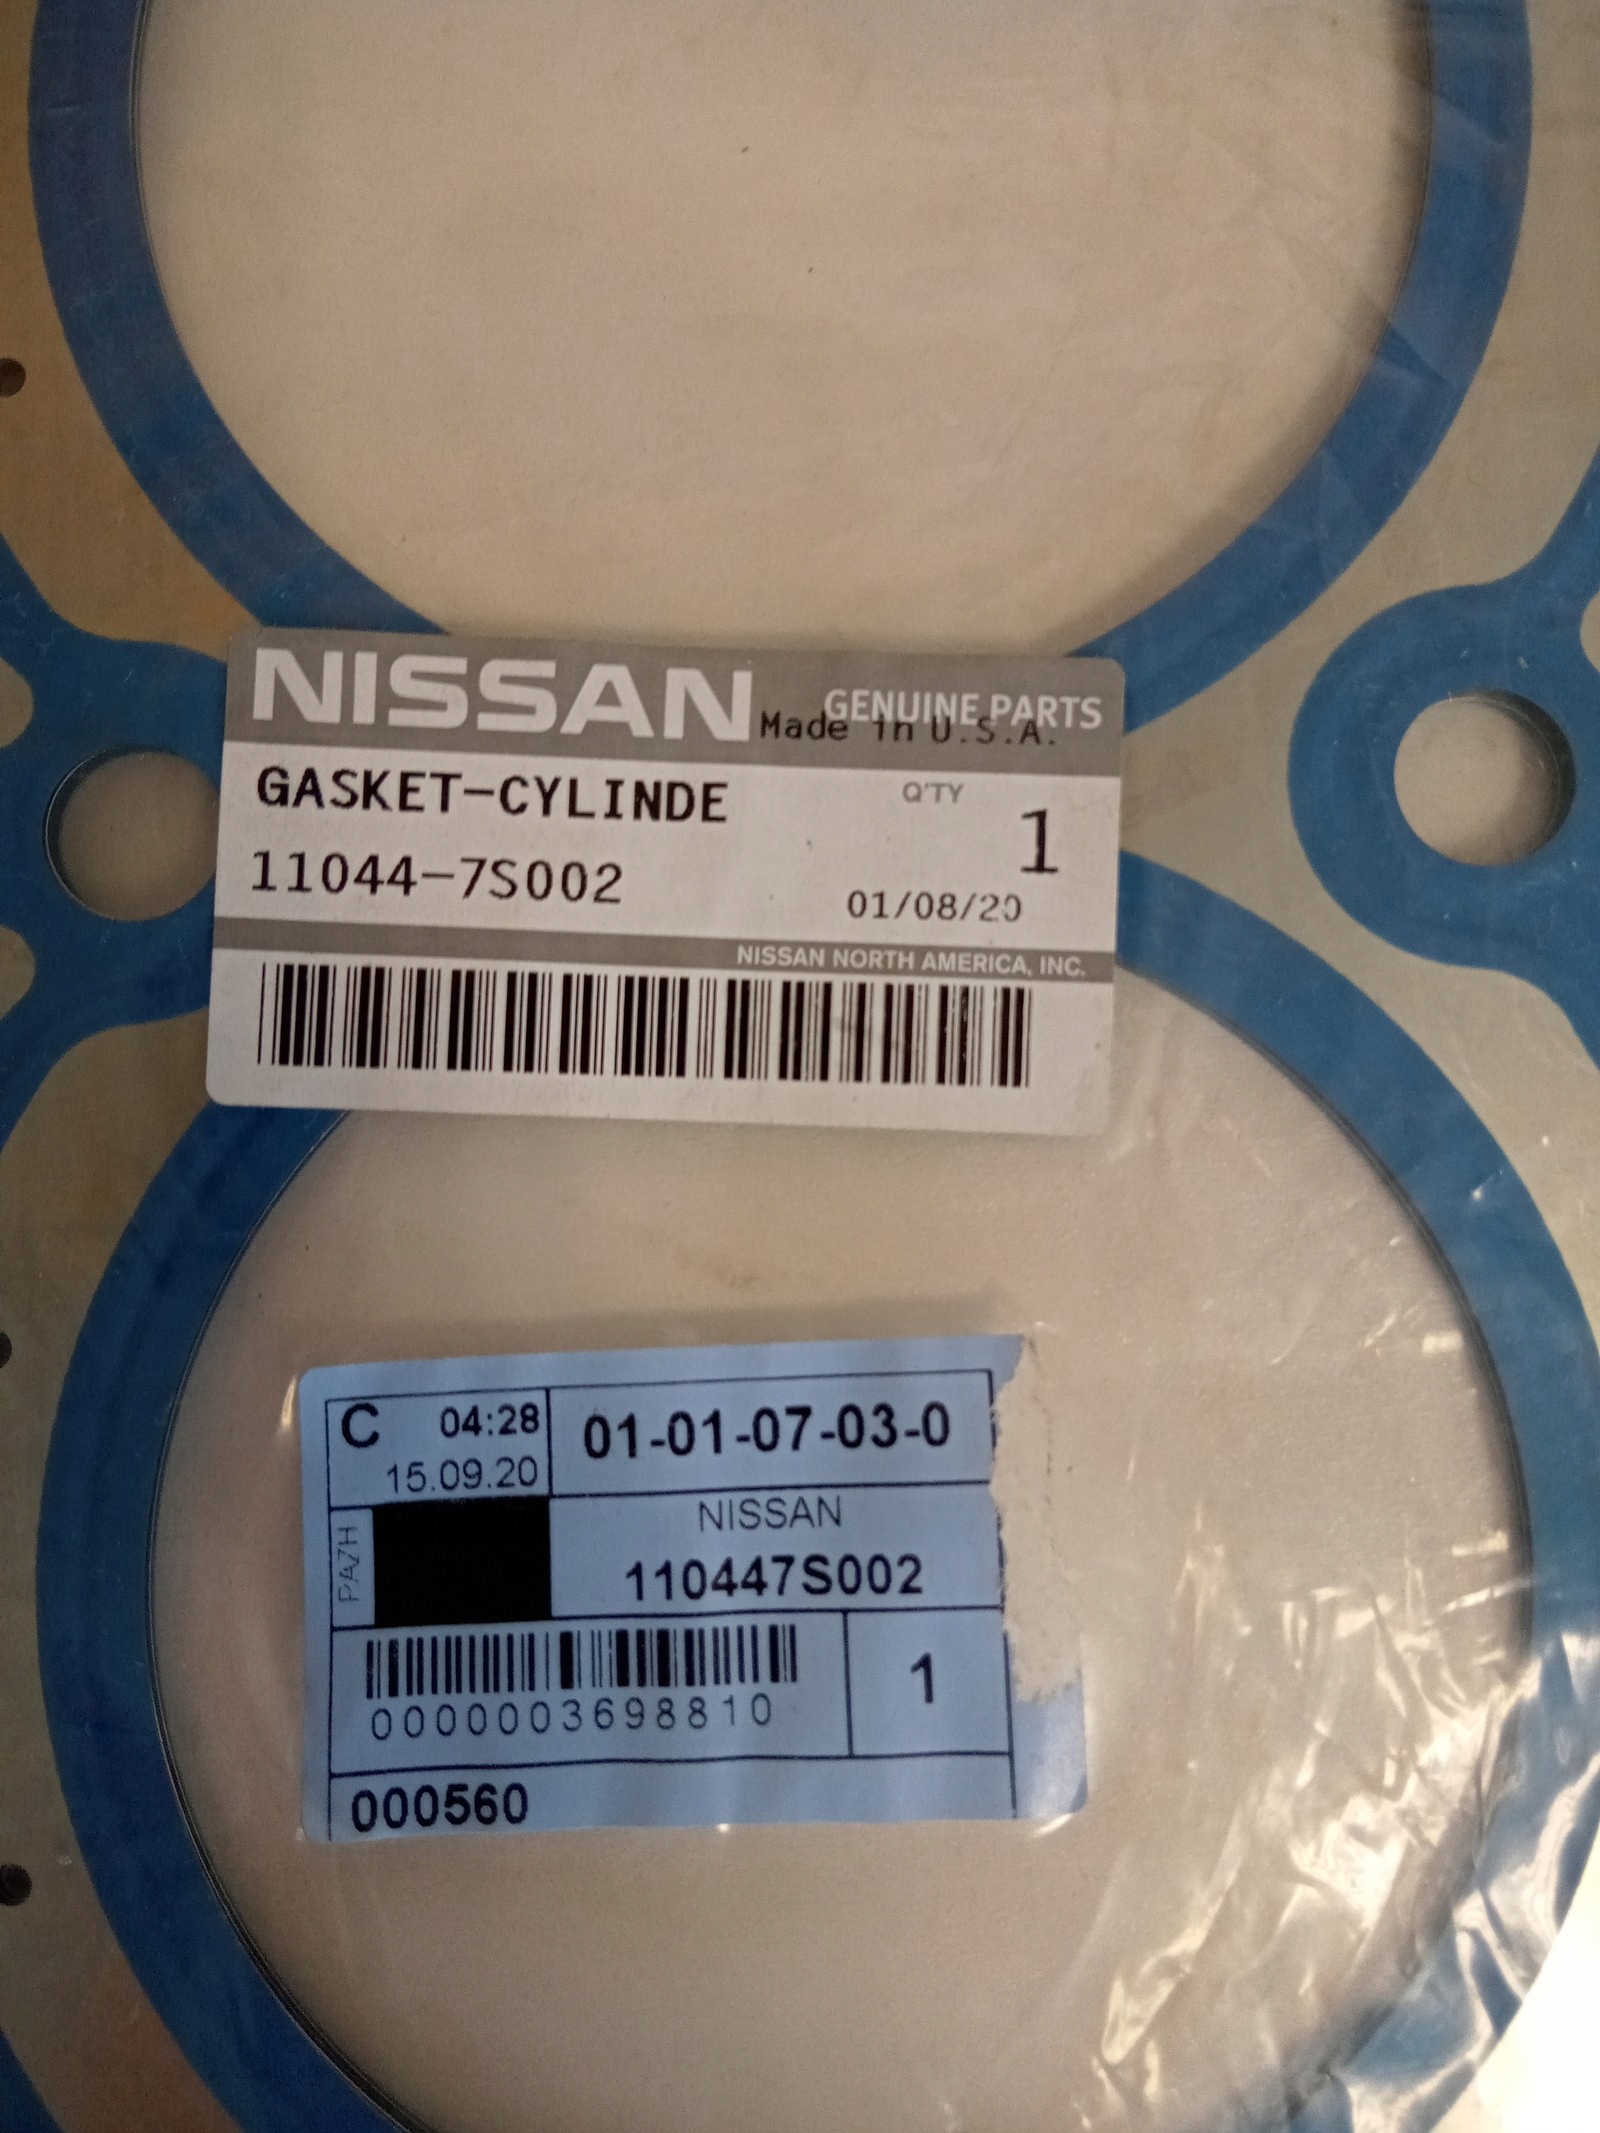 NISSAN GENUINE PARTS
Made in U.S.A.
GASKET-CYLINDE
Q'TY 1
11044-7S002
01/08/20
NISSAN NORTH AMERICA, INC.
C 04:28
15.09.20
01-01-07-03-0
PAZH
NISSAN
110447S002
0000003698810
1
000560